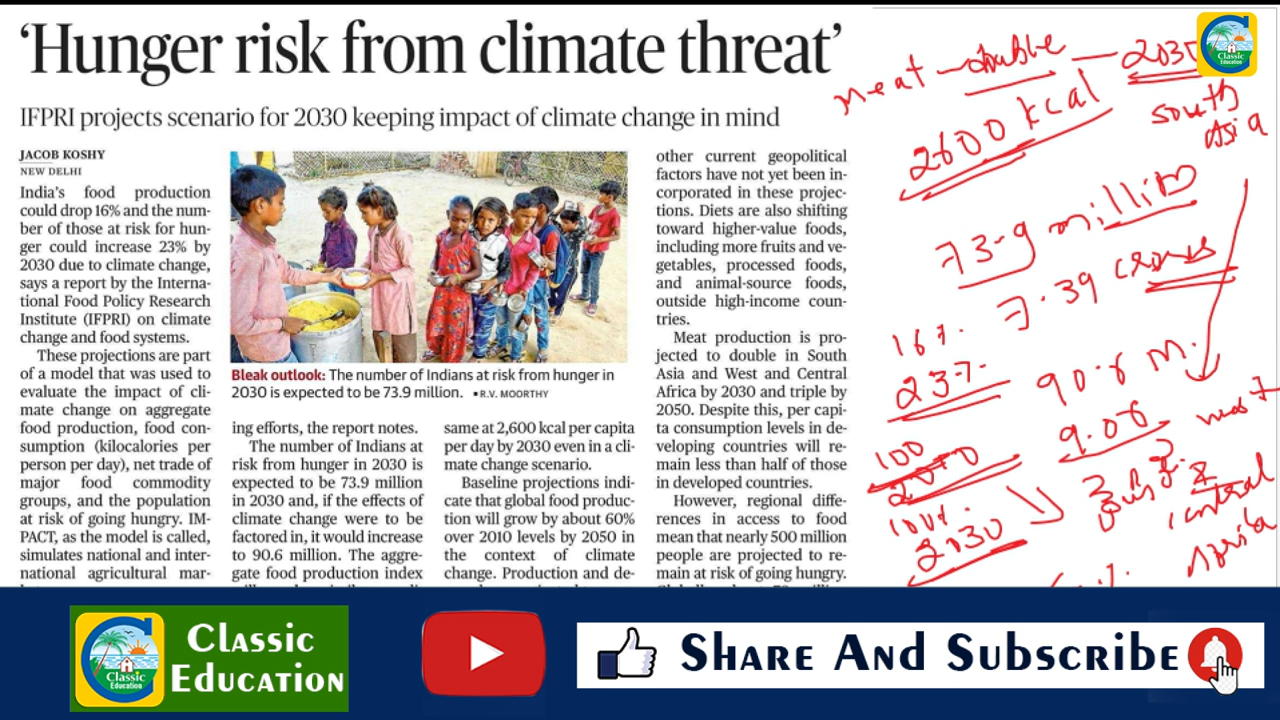 ‘Hunger risk from climate threat’
IFPRI projects scenario for 2030 keeping impact of climate change in mind
JACOB KOSHY
NEW DELHI
India’s food production
could drop 16% and the num-
ber of those at risk for hun-
ger could increase 23% by
2030 due to climate change,
says a report by the Interna-
tional Food Policy Research
Institute (IFPRI) on climate
change and food systems.
These projections are part
of a model that was used to
evaluate the impact of cli-
mate change on aggregate
food production, food con-
sumption (kilocalories per
person per day), net trade of
major food commodity
groups, and the population
at risk of going hungry. IM-
PACT, as the model is called,
simulates national and inter-
national agricultural mar-
Bleak outlook: The number of Indians at risk from hunger in
2030 is expected to be 73.9 million. ▪R.V. MOORTHY
ing efforts, the report notes.
The number of Indians at
risk from hunger in 2030 is
expected to be 73.9 million
in 2030 and, if the effects of
climate change were to be
factored in, it would increase
to 90.6 million. The aggre-
gate food production index
same at 2,600 kcal per capita
per day by 2030 even in a cli-
mate change scenario.
Baseline projections indi-
cate that global food produc-
tion will grow by about 60%
over 2010 levels by 2050 in
the context of climate
change. Production and de-
other current geopolitical
factors have not yet been in-
corporated in these projec-
tions. Diets are also shifting
toward higher-value foods,
including more fruits and ve-
getables, processed foods,
and animal-source foods,
outside high-income coun-
tries.
Meat production is pro-
jected to double in South
Asia and West and Central
Africa by 2030 and triple by
2050. Despite this, per capi-
ta consumption levels in de-
veloping countries will re-
main less than half of those
in developed countries.
However, regional diffe-
rences in access to food
mean that nearly 500 million
people are projected to re-
main at risk of going hungry.
Meat - double - 2030
South
Asia
2600 kcal
73.9 million
7.39 crores
16%.
23%.
90.6 M.
9.06
west
100
2030
central
Africa
Classic
Education
Classic
Education
Classic
Education
SHARE AND SUBSCRIBE